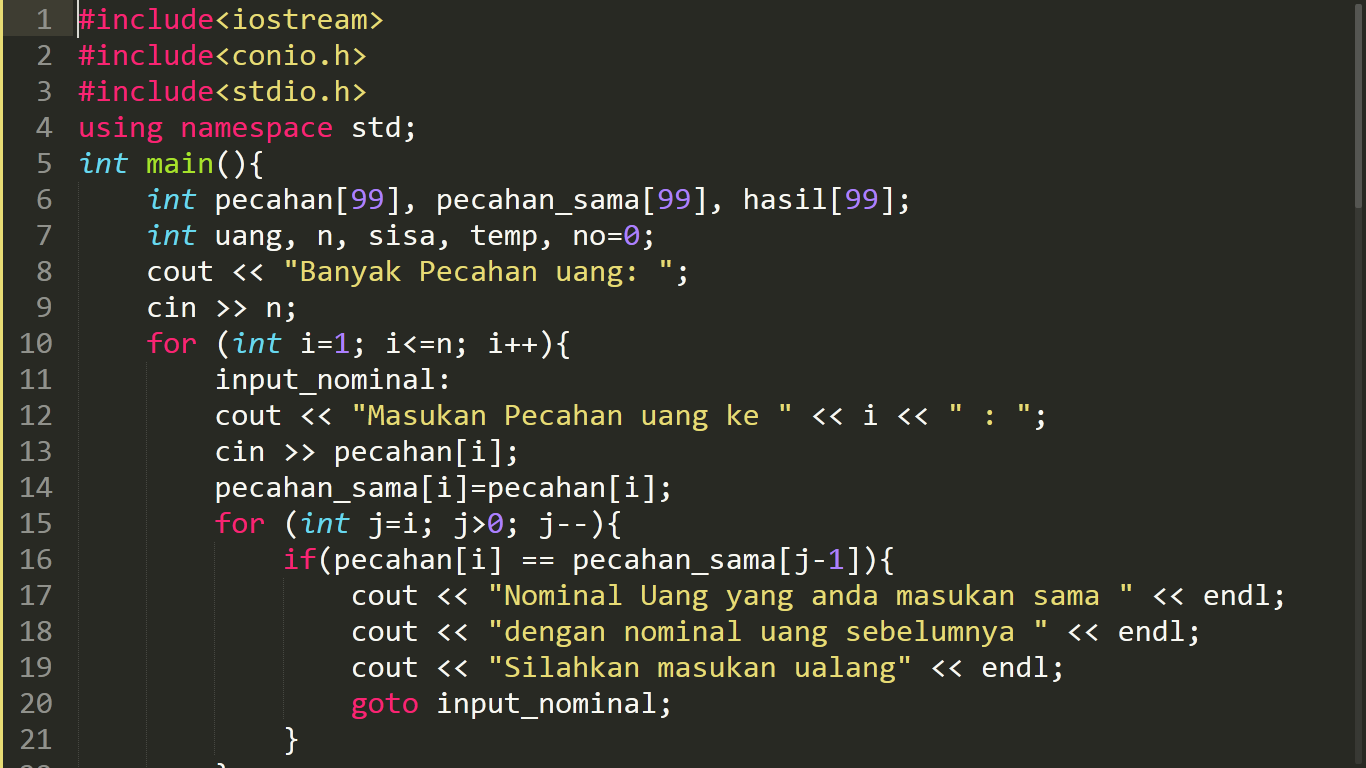 1 #include<iostream>
2 #include<conio.h>
3 #include<stdio.h>
4 using namespace std;
5 int main(){
6     int pecahan[99], pecahan_sama[99], hasil[99];
7     int uang, n, sisa, temp, no=0;
8     cout << "Banyak Pecahan uang: ";
9     cin >> n;
10     for (int i=1; i<=n; i++){
11         input_nominal:
12         cout << "Masukan Pecahan uang ke " << i << " : ";
13         cin >> pecahan[i];
14         pecahan_sama[i]=pecahan[i];
15         for (int j=i; j>0; j--){
16             if(pecahan[i] == pecahan_sama[j-1]){
17                 cout << "Nominal Uang yang anda masukan sama " << endl;
18                 cout << "dengan nominal uang sebelumnya " << endl;
19                 cout << "Silahkan masukan ualang" << endl;
20                 goto input_nominal;
21             }